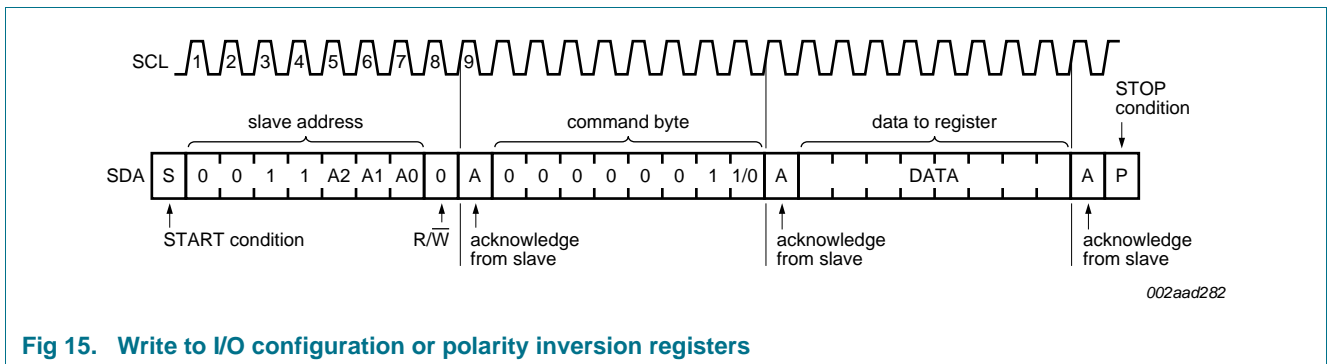 SCL 1 2 3 4 5 6 7 8 9
STOP
condition
slave address command byte data to register
SDA S 0 0 1 1 A2 A1 A0 0 A 0 0 0 0 0 0 1 1/0 A DATA A P
START condition R/W̅ acknowledge
from slave acknowledge
from slave acknowledge
from slave
002aad282
Fig 15. Write to I/O configuration or polarity inversion registers